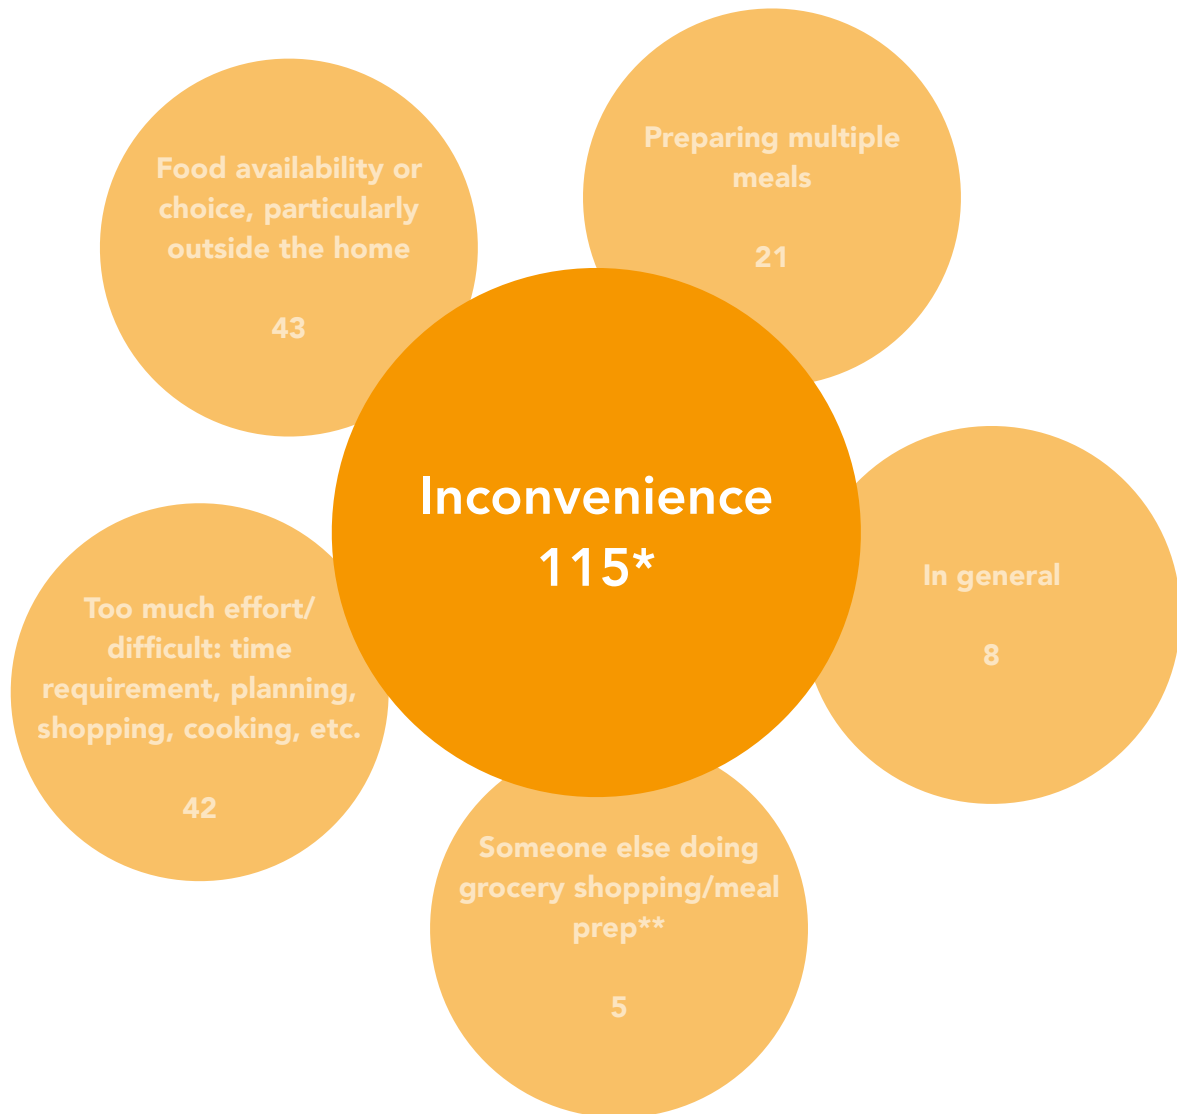 Food availability or
choice, particularly
outside the home
43
Preparing multiple
meals
21
Inconvenience
115*
In general
8
Too much effort/
difficult: time
requirement, planning,
shopping, cooking, etc.
42
Someone else doing
grocery shopping/meal
prep**
5